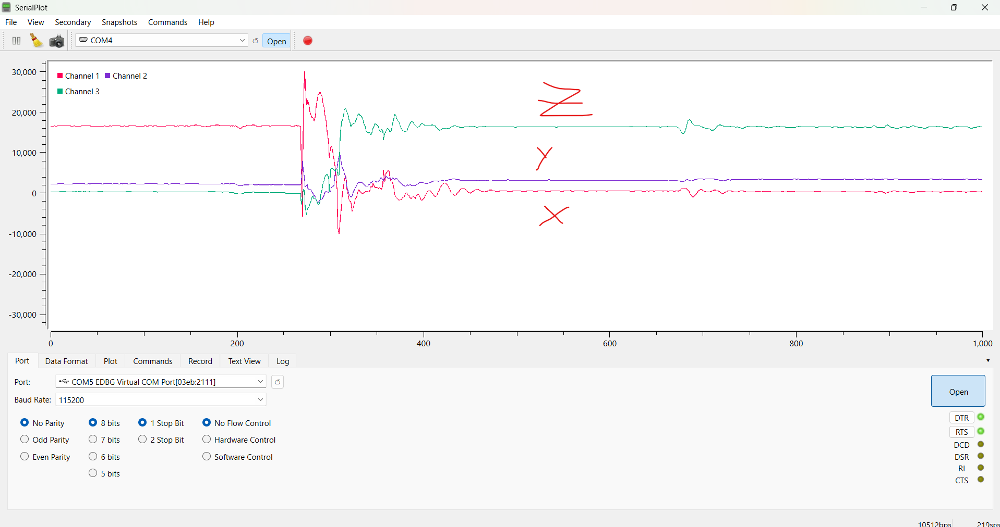 SerialPlot
File View Secondary Snapshots Commands Help
COM4 Open
30,000
20,000
10,000
0
-10,000
-20,000
-30,000
Channel 1 Channel 2
Channel 3
Z
Y
X
0 200 400 600 800 1,000
Port Data Format Plot Commands Record Text View Log
Port: COM5 EDBG Virtual COM Port[03eb:2111]
Baud Rate: 115200
No Parity 8 bits 1 Stop Bit No Flow Control
Odd Parity 7 bits 2 Stop Bit Hardware Control
Even Parity 6 bits Software Control
5 bits
Open
DTR
RTS
DCD
DSR
RI
CTS
10512bps 219sps